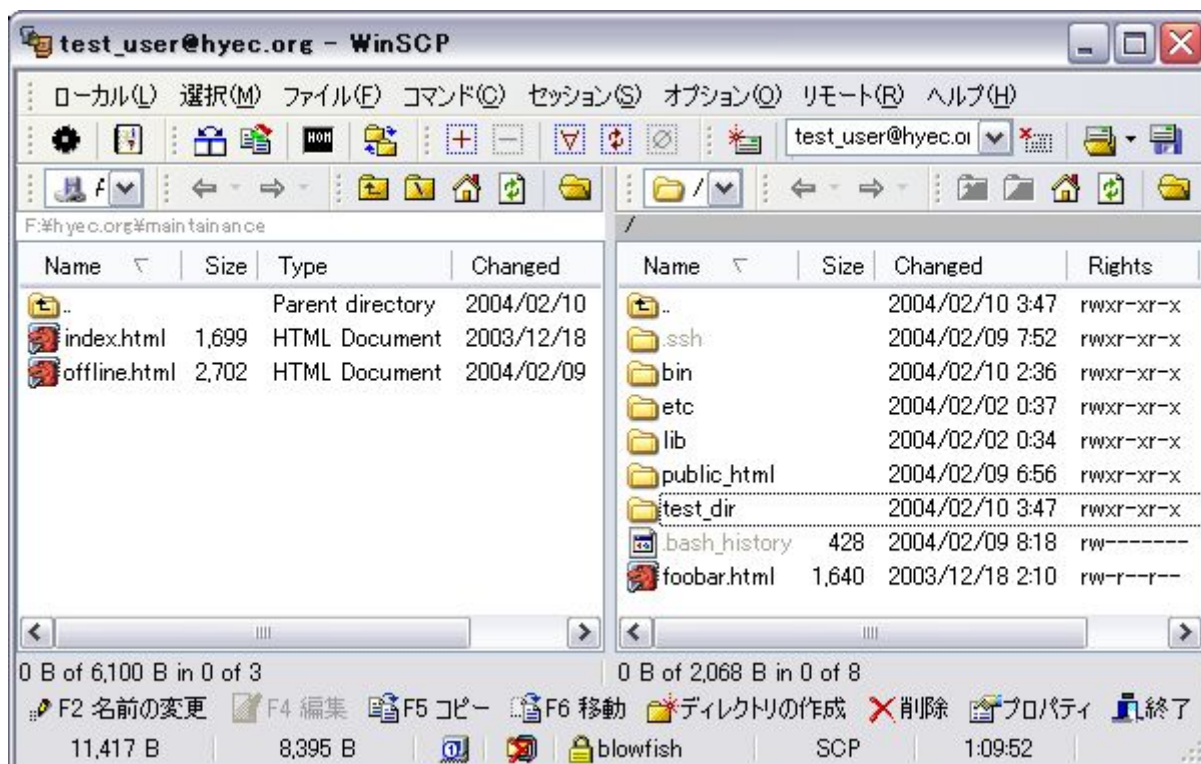 test_user@hyec.org - WinSCP
ローカル(L) 選択(M) ファイル(F) コマンド(C) セッション(S) オプション(O) リモート(R) ヘルプ(H)
test_user@hyec.or
F:¥hyec.org¥maintainance
/
/
Name Size Type Changed
.. Parent directory 2004/02/10
index.html 1,699 HTML Document 2003/12/18
offline.html 2,702 HTML Document 2004/02/09
Name Size Changed Rights
.. 2004/02/10 3:47 rwxr-xr-x
.ssh 2004/02/09 7:52 rwxr-xr-x
bin 2004/02/10 2:36 rwxr-xr-x
etc 2004/02/02 0:37 rwxr-xr-x
lib 2004/02/02 0:34 rwxr-xr-x
public_html 2004/02/09 6:56 rwxr-xr-x
test_dir 2004/02/10 3:47 rwxr-xr-x
.bash_history 428 2004/02/09 8:18 rw-------
foobar.html 1,640 2003/12/18 2:10 rw-r--r--
0 B of 6,100 B in 0 of 3
0 B of 2,068 B in 0 of 8
F2 名前の変更 F4 編集 F5 コピー F6 移動 ディレクトリの作成 削除 プロパティ 終了
11,417 B 8,395 B blowfish SCP 1:09:52